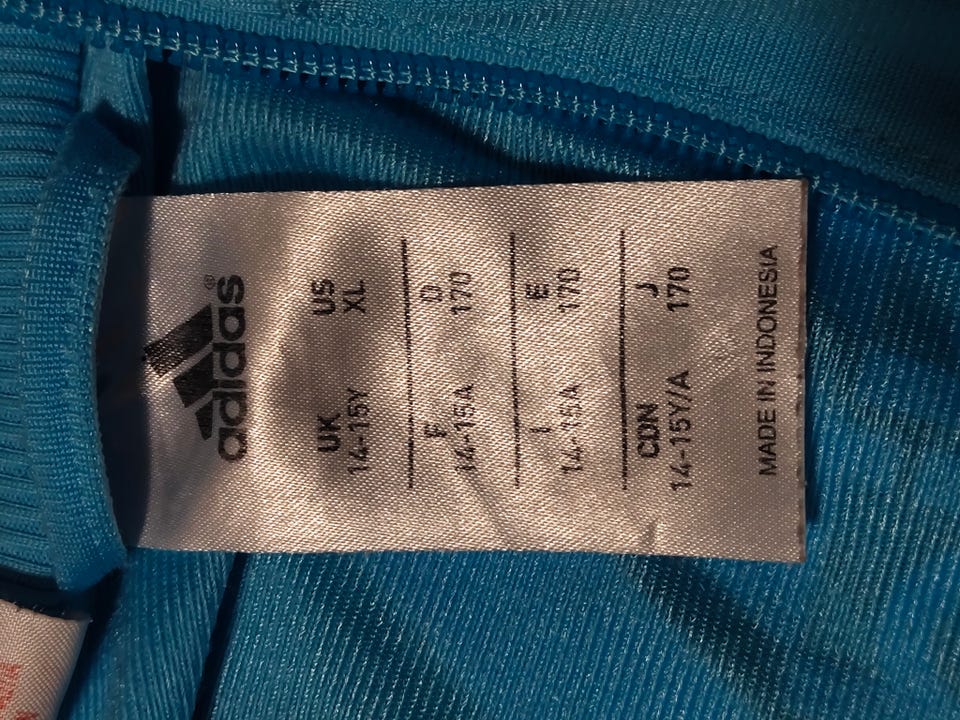 adidas®
UK US
14-15Y XL
F D
14-15A 170
I E
14-15A 170
CDN J
14-15Y/A 170
MADE IN INDONESIA